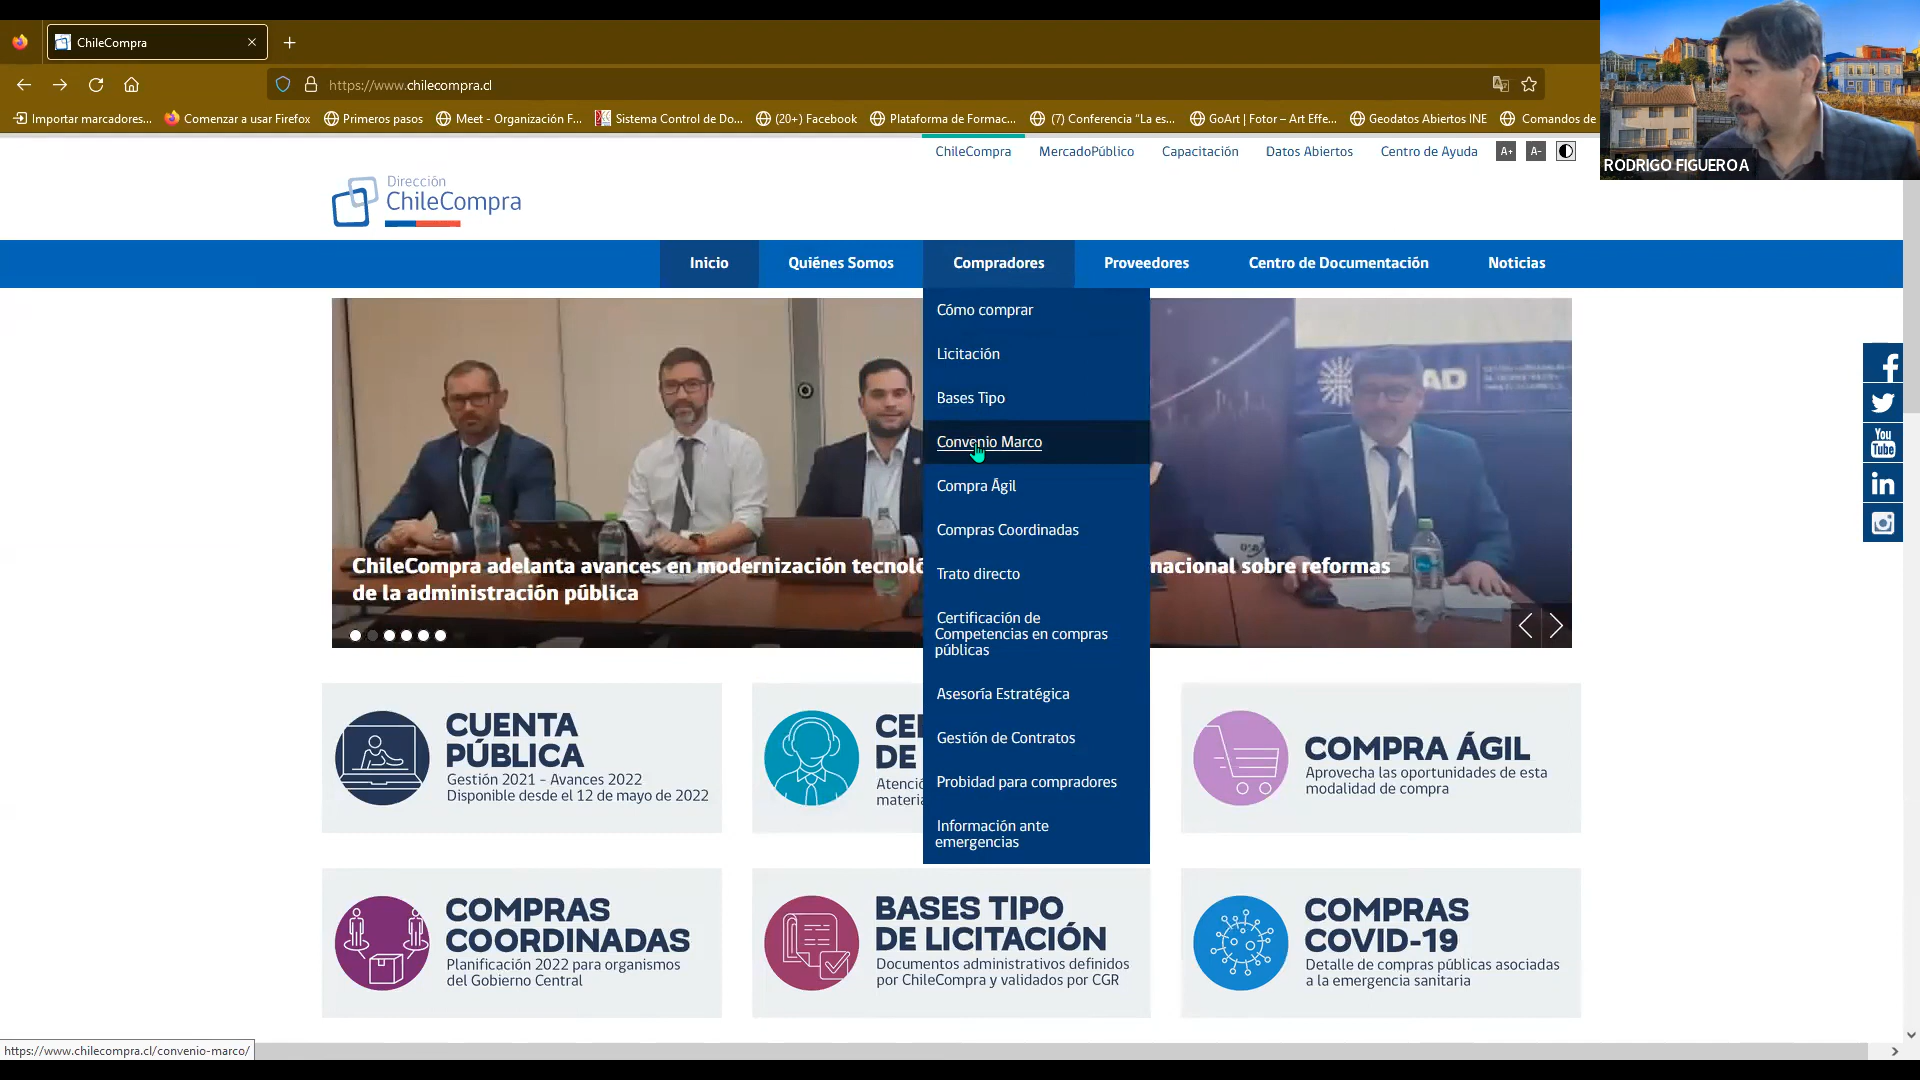 ChileCompra
https://www.chilecompra.cl
Importar marcadores...
Comenzar a usar Firefox
Primeros pasos
Meet - Organización F...
Sistema Control de Do...
(20+) Facebook
Plataforma de Formac...
(7) Conferencia "La es...
GoArt | Fotor – Art Effe...
Geodatos Abiertos INE
Comandos de
RODRIGO FIGUEROA
ChileCompra
MercadoPúblico
Capacitación
Datos Abiertos
Centro de Ayuda
A+
A-
Dirección
ChileCompra
Inicio
Quiénes Somos
Compradores
Proveedores
Centro de Documentación
Noticias
Cómo comprar
Licitación
Bases Tipo
Convenio Marco
Compra Ágil
Compras Coordinadas
Trato directo
Certificación de
Competencias en compras
públicas
Asesoría Estratégica
Gestión de Contratos
Probidad para compradores
Información ante
emergencias
ChileCompra adelanta avances en modernización tecnoló
nacional sobre reformas
de la administración pública
You
Tube
in
CUENTA
PÚBLICA
Gestión 2021 - Avances 2022
Disponible desde el 12 de mayo de 2022
DE
Atenció
materia
COMPRA ÁGIL
Aprovecha las oportunidades de esta
modalidad de compra
COMPRAS
COORDINADAS
Planificación 2022 para organismos
del Gobierno Central
BASES TIPO
DE LICITACIÓN
Documentos administrativos definidos
por ChileCompra y validados por CGR
COMPRAS
COVID-19
Detalle de compras públicas asociadas
a la emergencia sanitaria
https://www.chilecompra.cl/convenio-marco/